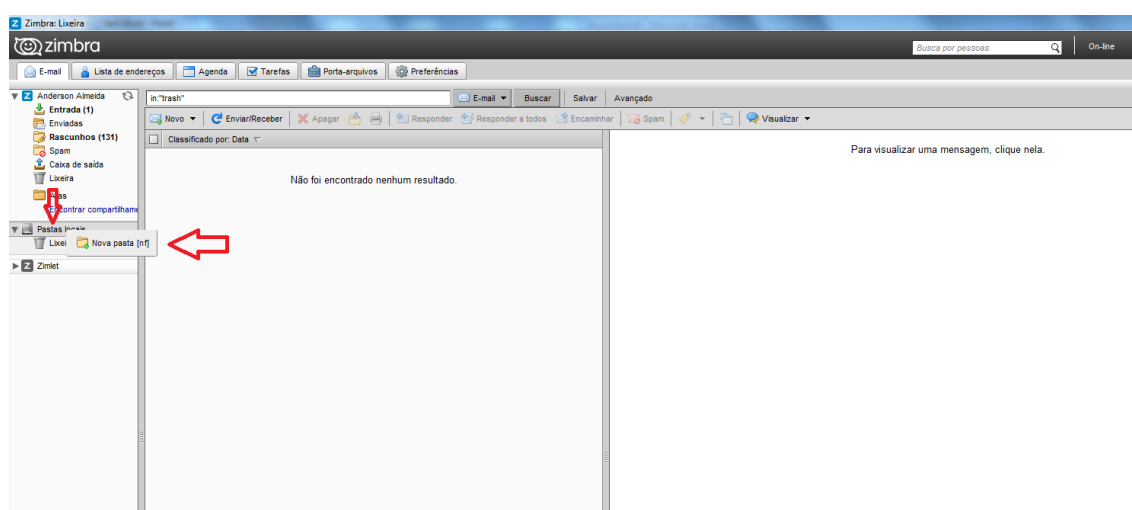 Zimbra: Lixeira
zimbra
Busca por pessoas
On-line
E-mail Lista de endereços Agenda Tarefas Porta-arquivos Preferências
Anderson Almeida
Entrada (1)
Enviadas
Rascunhos (131)
Spam
Caixa de saída
Lixeira
Encontrar compartilhame
Pastas locais
Lixei
Nova pasta [nf]
Zimlet
in:"trash" E-mail Buscar Salvar Avançado
Novo Enviar/Receber Apagar Responder Responder a todos Encaminhar Spam Visualizar
Classificado por: Data
Não foi encontrado nenhum resultado.
Para visualizar uma mensagem, clique nela.